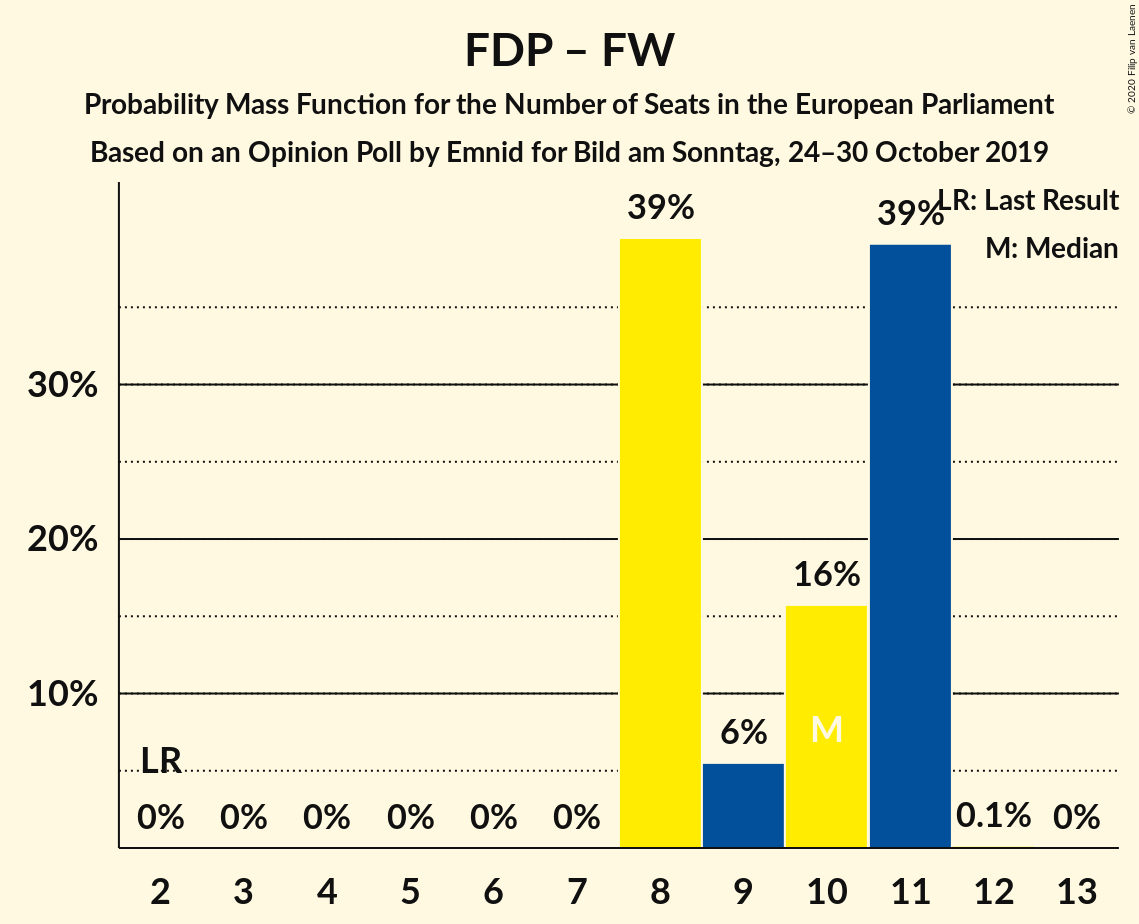 FDP – FW
Probability Mass Function for the Number of Seats in the European Parliament
Based on an Opinion Poll by Emnid for Bild am Sonntag, 24–30 October 2019
© 2020 Filip van Laenen
LR: Last Result
M: Median
39%
39%
30%
20%
16%
10%
6%
M
LR
0%
0%
0%
0%
0%
0%
0.1%
0%
2 3 4 5 6 7 8 9 10 11 12 13